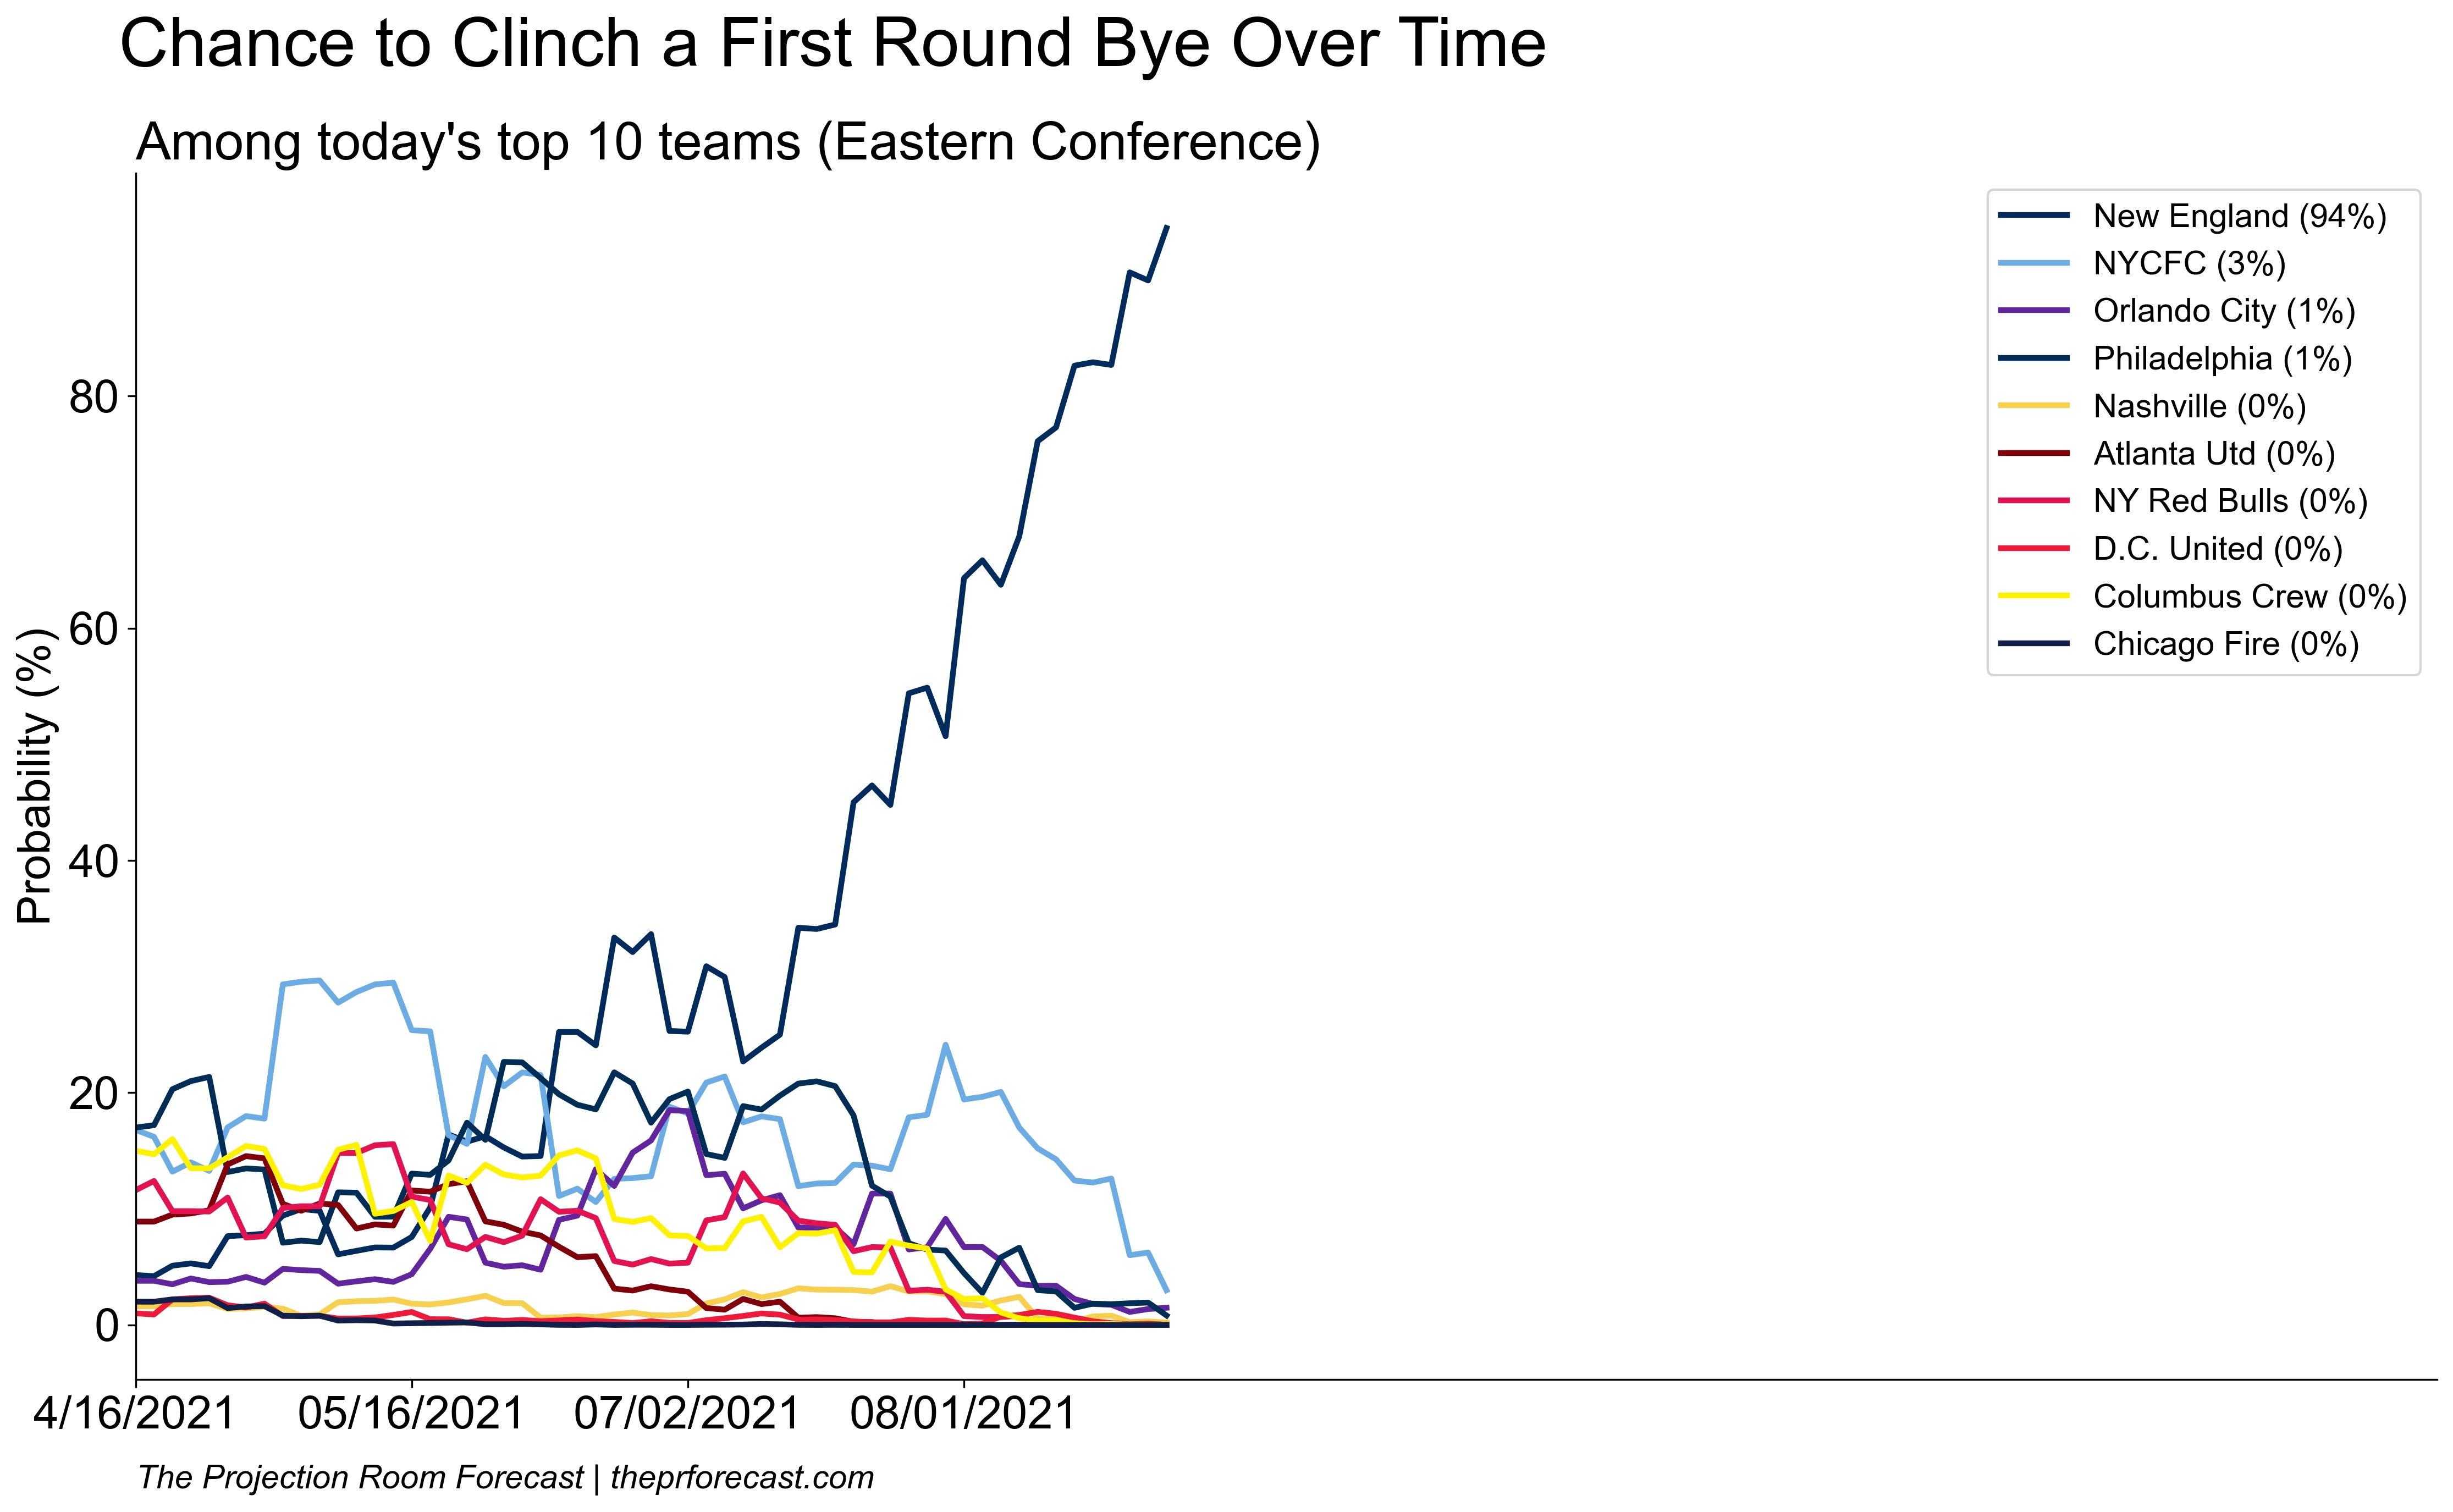 Chance to Clinch a First Round Bye Over Time
Among today's top 10 teams (Eastern Conference)
New England (94%)
NYCFC (3%)
Orlando City (1%)
Philadelphia (1%)
Nashville (0%)
Atlanta Utd (0%)
NY Red Bulls (0%)
D.C. United (0%)
Columbus Crew (0%)
Chicago Fire (0%)
Probability (%)
80
60
40
20
0
4/16/2021 05/16/2021 07/02/2021 08/01/2021
The Projection Room Forecast | theprforecast.com